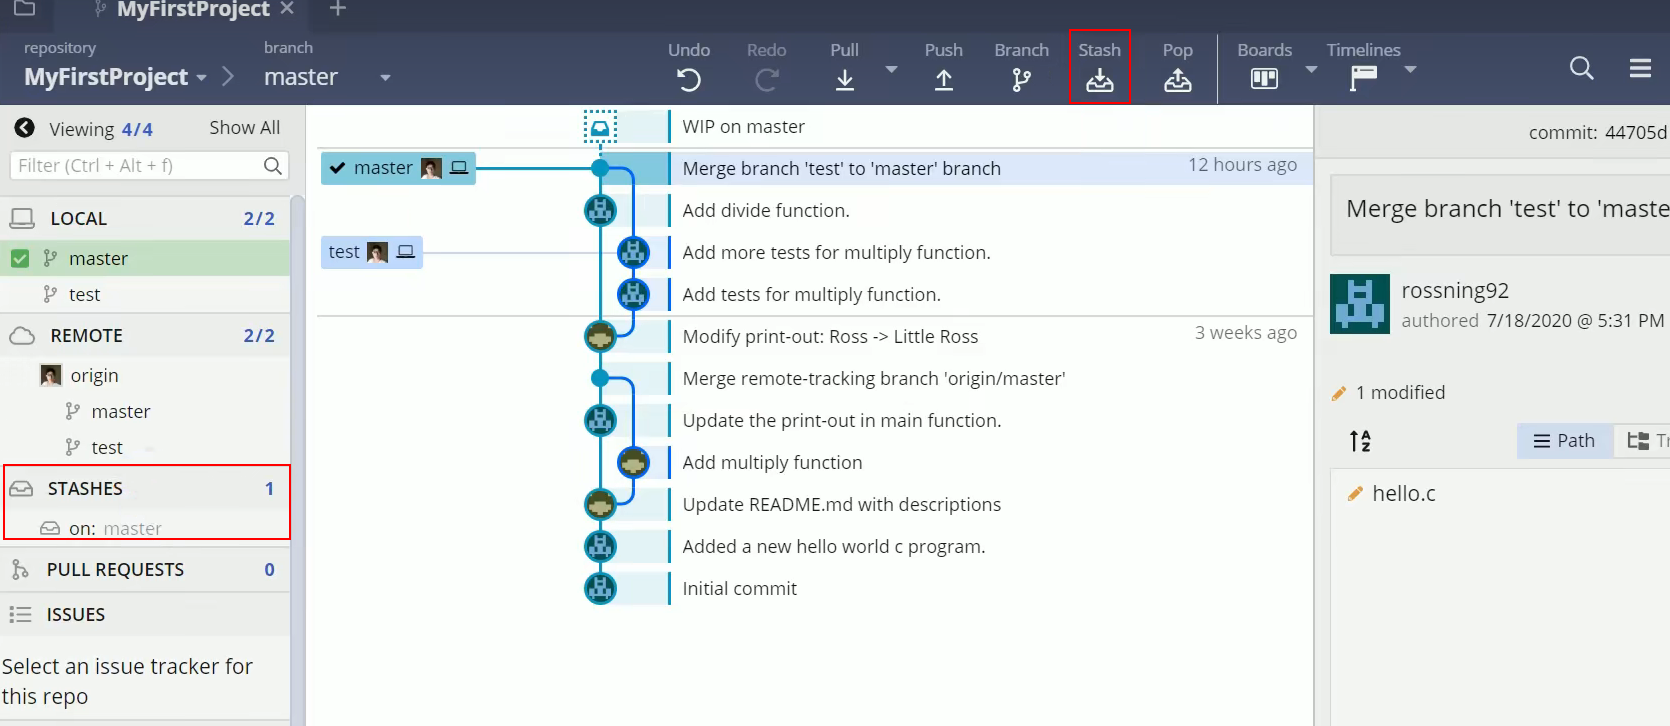 MyFirstProject
repository
MyFirstProject
branch
master
Undo
Redo
Pull
Push
Branch
Stash
Pop
Boards
Timelines
Viewing 4/4
Show All
Filter (Ctrl + Alt + f)
LOCAL 2/2
master
test
REMOTE 2/2
origin
master
test
STASHES 1
on: master
PULL REQUESTS 0
ISSUES
Select an issue tracker for
this repo
WIP on master
master
Merge branch 'test' to 'master' branch
12 hours ago
Add divide function.
test
Add more tests for multiply function.
Add tests for multiply function.
Modify print-out: Ross -> Little Ross
3 weeks ago
Merge remote-tracking branch 'origin/master'
Update the print-out in main function.
Add multiply function
Update README.md with descriptions
Added a new hello world c program.
Initial commit
commit: 44705d
Merge branch 'test' to 'maste
rossning92
authored 7/18/2020 @ 5:31 PM
1 modified
A
Z
Path
Tr
hello.c